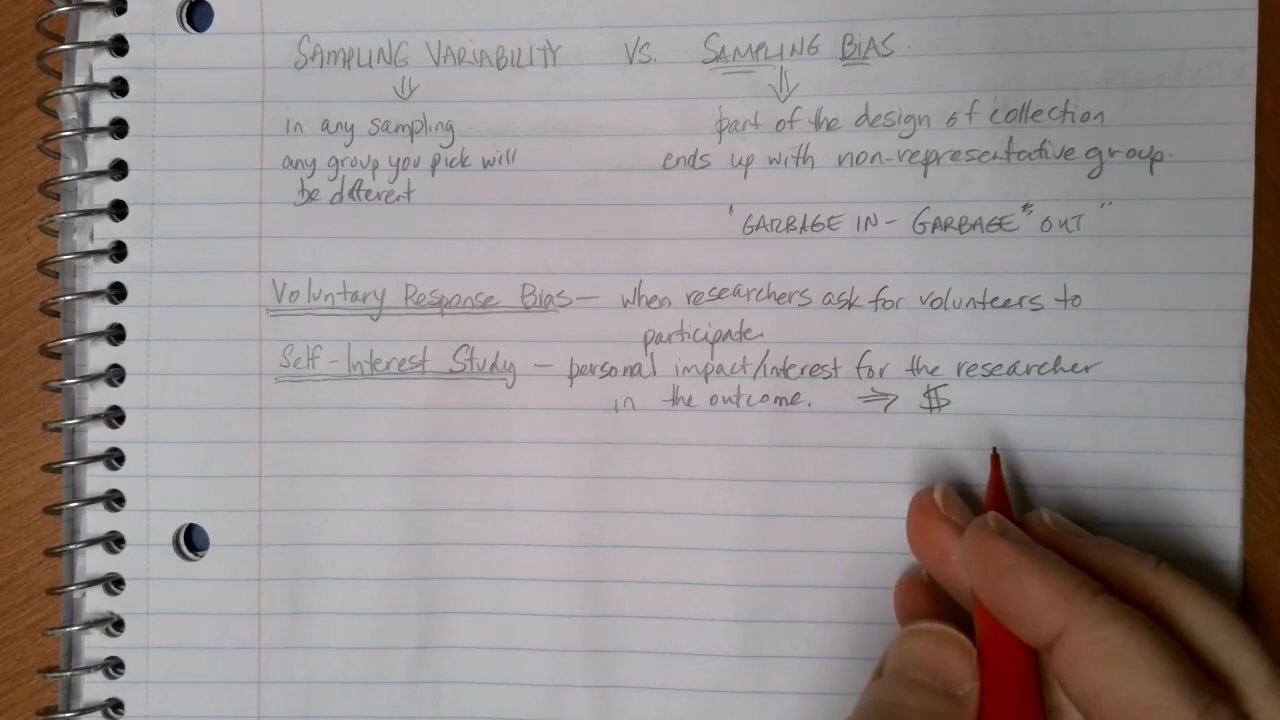 SAMPLING VARIABILITY VS. SAMPLING BIAS.
⇓ ⇓
in any sampling
any group you pick will
be different
part of the design of collection
ends up with non-representative group.
"GARBAGE IN - GARBAGE OUT"
Voluntary Response Bias - when researchers ask for volunteers to
participate.
Self-Interest Study - personal impact/interest for the researcher
in the outcome. ⇒ $